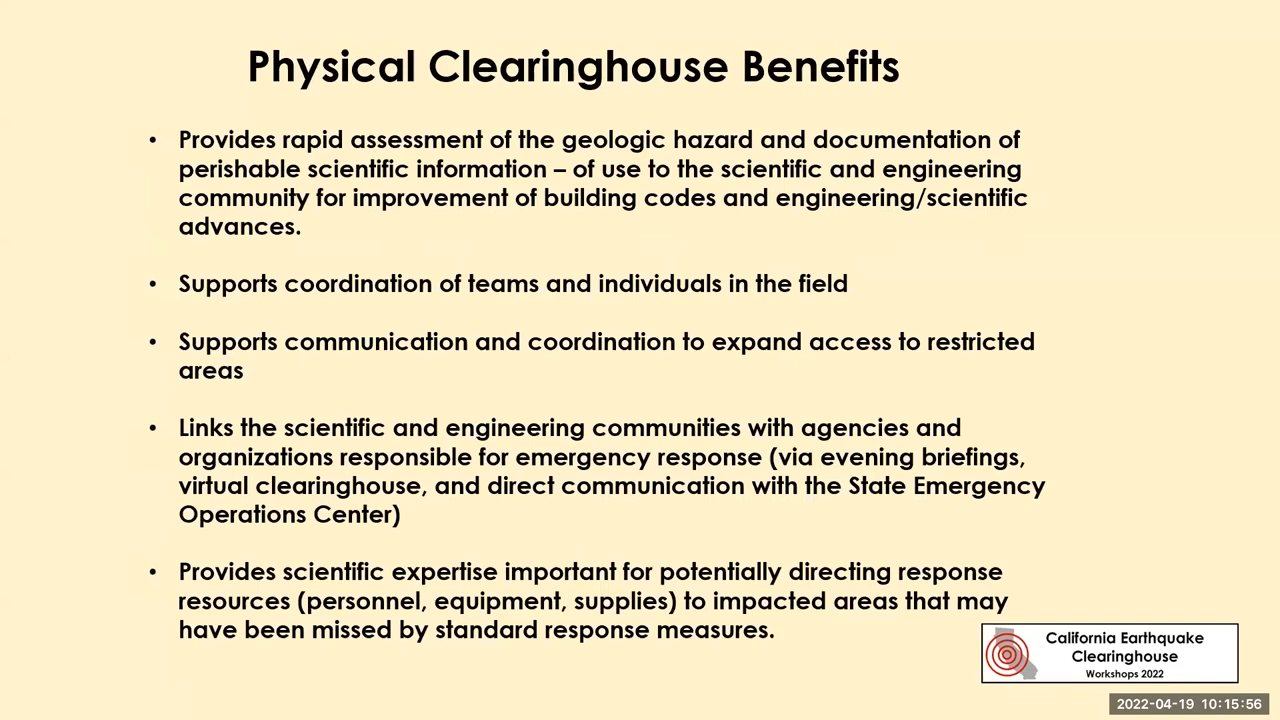 Physical Clearinghouse Benefits
• Provides rapid assessment of the geologic hazard and documentation of
perishable scientific information – of use to the scientific and engineering
community for improvement of building codes and engineering/scientific
advances.
• Supports coordination of teams and individuals in the field
• Supports communication and coordination to expand access to restricted
areas
• Links the scientific and engineering communities with agencies and
organizations responsible for emergency response (via evening briefings,
virtual clearinghouse, and direct communication with the State Emergency
Operations Center)
• Provides scientific expertise important for potentially directing response
resources (personnel, equipment, supplies) to impacted areas that may
have been missed by standard response measures.
California Earthquake
Clearinghouse
Workshops 2022
2022-04-19 10:15:56